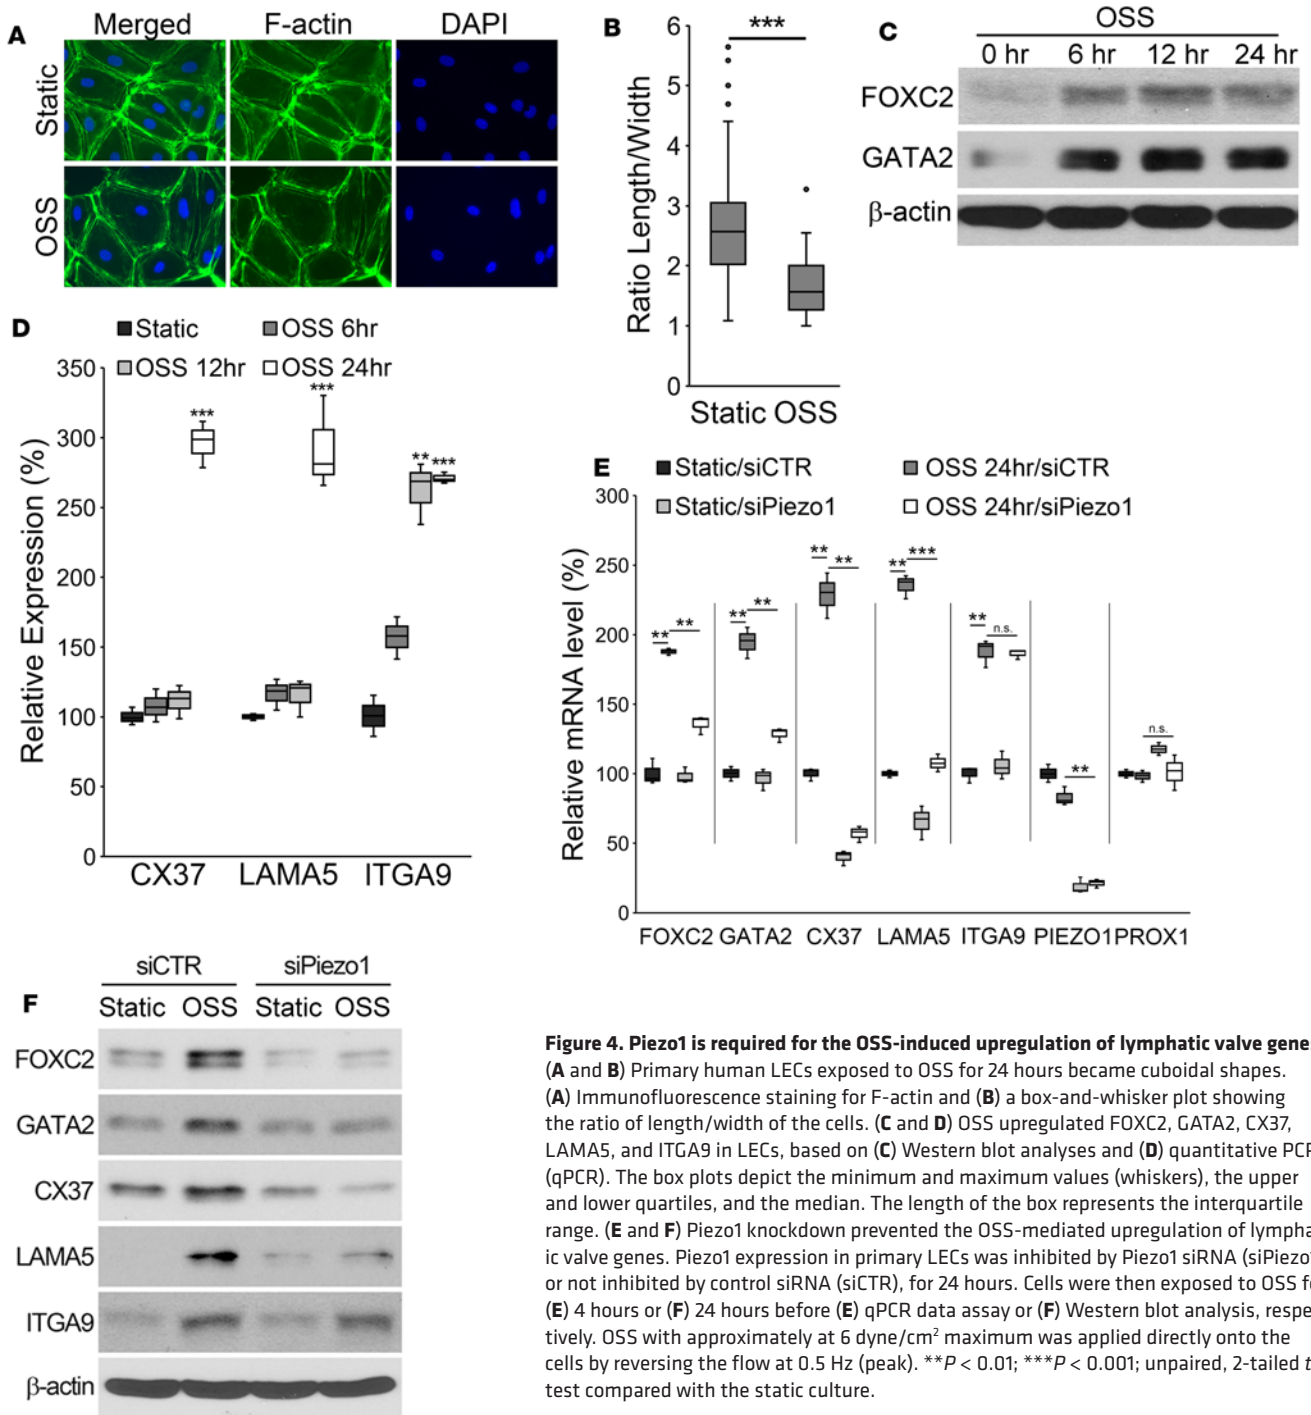 A
Merged F-actin DAPI
Static
OSS
B
***
Ratio Length/Width
6
5
4
3
2
1
0
Static OSS
C
OSS
0 hr 6 hr 12 hr 24 hr
FOXC2
GATA2
β-actin
D
Static OSS 6hr
OSS 12hr OSS 24hr
Relative Expression (%)
350
300
250
200
150
100
50
0
*** *** ** ***
CX37 LAMA5 ITGA9
E
Static/siCTR OSS 24hr/siCTR
Static/siPiezo1 OSS 24hr/siPiezo1
Relative mRNA level (%)
300
250
200
150
100
50
0
** ** ** ** ** ** ** *** ** n.s. ** n.s.
FOXC2 GATA2 CX37 LAMA5 ITGA9 PIEZO1 PROX1
F
siCTR siPiezo1
Static OSS Static OSS
FOXC2
GATA2
CX37
LAMA5
ITGA9
β-actin
Figure 4. Piezo1 is required for the OSS-induced upregulation of lymphatic valve gene
(A and B) Primary human LECs exposed to OSS for 24 hours became cuboidal shapes.
(A) Immunofluorescence staining for F-actin and (B) a box-and-whisker plot showing
the ratio of length/width of the cells. (C and D) OSS upregulated FOXC2, GATA2, CX37,
LAMA5, and ITGA9 in LECs, based on (C) Western blot analyses and (D) quantitative PCR
(qPCR). The box plots depict the minimum and maximum values (whiskers), the upper
and lower quartiles, and the median. The length of the box represents the interquartile
range. (E and F) Piezo1 knockdown prevented the OSS-mediated upregulation of lympha
ic valve genes. Piezo1 expression in primary LECs was inhibited by Piezo1 siRNA (siPiezo
or not inhibited by control siRNA (siCTR), for 24 hours. Cells were then exposed to OSS f
(E) 4 hours or (F) 24 hours before (E) qPCR data assay or (F) Western blot analysis, respe
tively. OSS with approximately at 6 dyne/cm² maximum was applied directly onto the
cells by reversing the flow at 0.5 Hz (peak). **P < 0.01; ***P < 0.001; unpaired, 2-tailed t
test compared with the static culture.